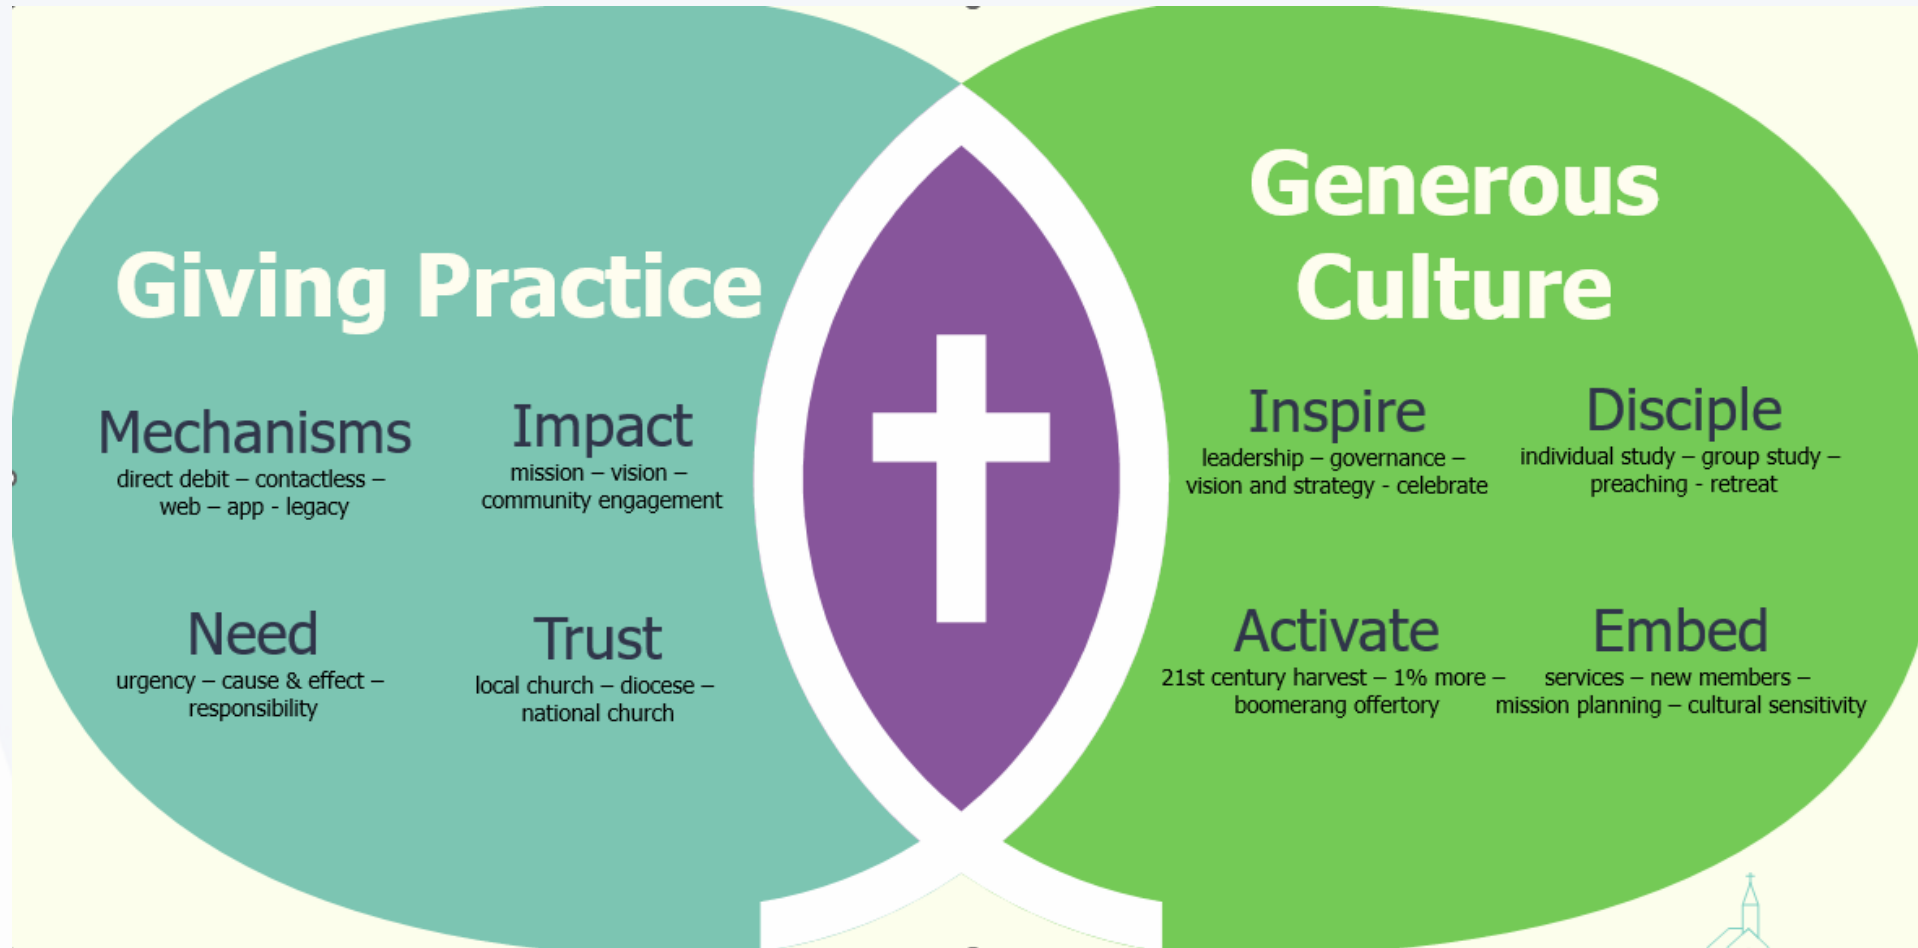 Giving Practice
Mechanisms
direct debit – contactless –
web – app - legacy
Impact
mission – vision –
community engagement
Need
urgency – cause & effect –
responsibility
Trust
local church – diocese –
national church
Generous
Culture
Inspire
leadership – governance –
vision and strategy - celebrate
Disciple
individual study – group study –
preaching - retreat
Activate
21st century harvest – 1% more –
boomerang offertory
Embed
services – new members –
mission planning – cultural sensitivity